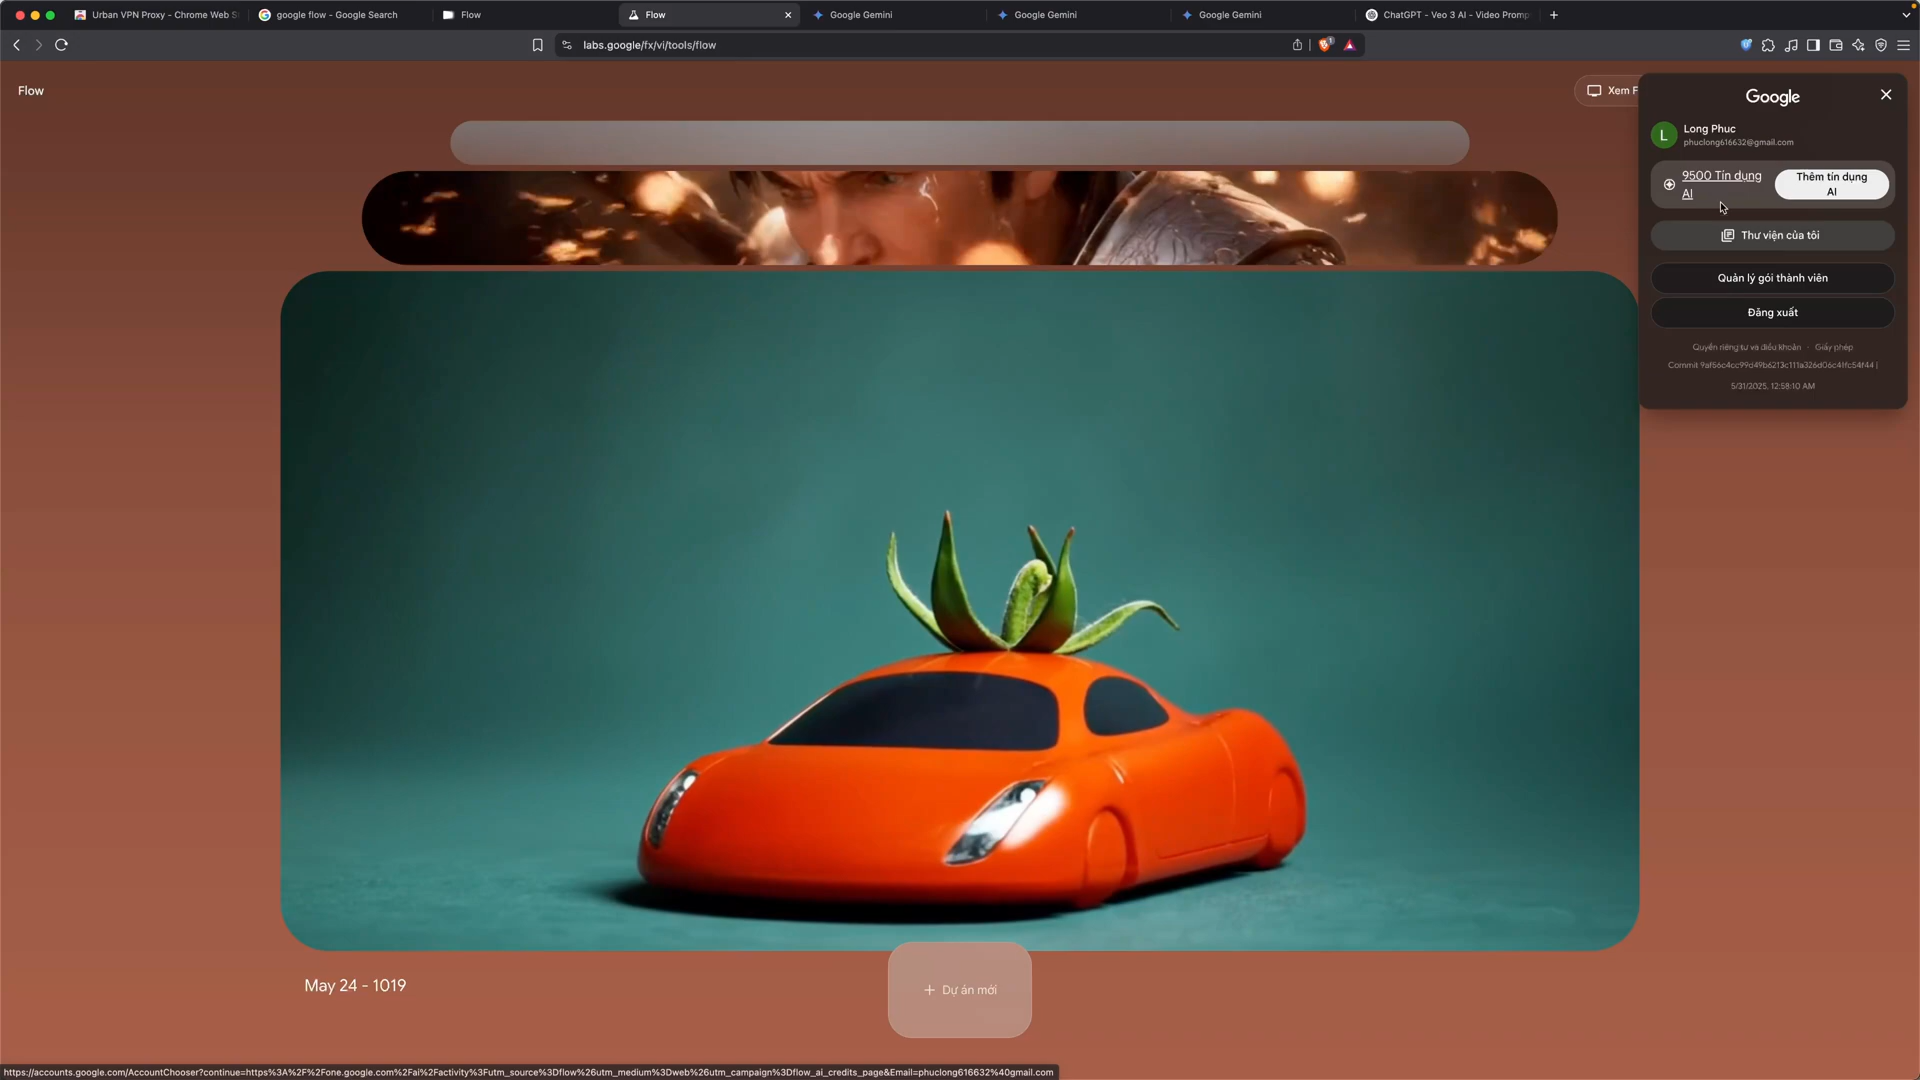 Urban VPN Proxy - Chrome Web S
google flow - Google Search
Flow
Flow
Google Gemini
Google Gemini
Google Gemini
ChatGPT - Veo 3 AI - Video Promp
labs.google/fx/vi/tools/flow
Flow
Xem F
Google
L
Long Phuc
phuclong616632@gmail.com
9500 Tín dụng
AI
Thêm tín dụng
AI
Thư viện của tôi
Quản lý gói thành viên
Đăng xuất
Quyền riêng tư và điều khoản · Giấy phép
Commit 9af56c4cc99d49b6213c111a326d06c41fc54f44 |
5/31/2025, 12:58:10 AM
May 24 - 1019
+ Dự án mới
https://accounts.google.com/AccountChooser?continue=https%3A%2F%2Fone.google.com%2Fai%2Factivity%3Futm_source%3Dflow%26utm_medium%3Dweb%26utm_campaign%3Dflow_ai_credits_page&Email=phuclong616632%40gmail.com